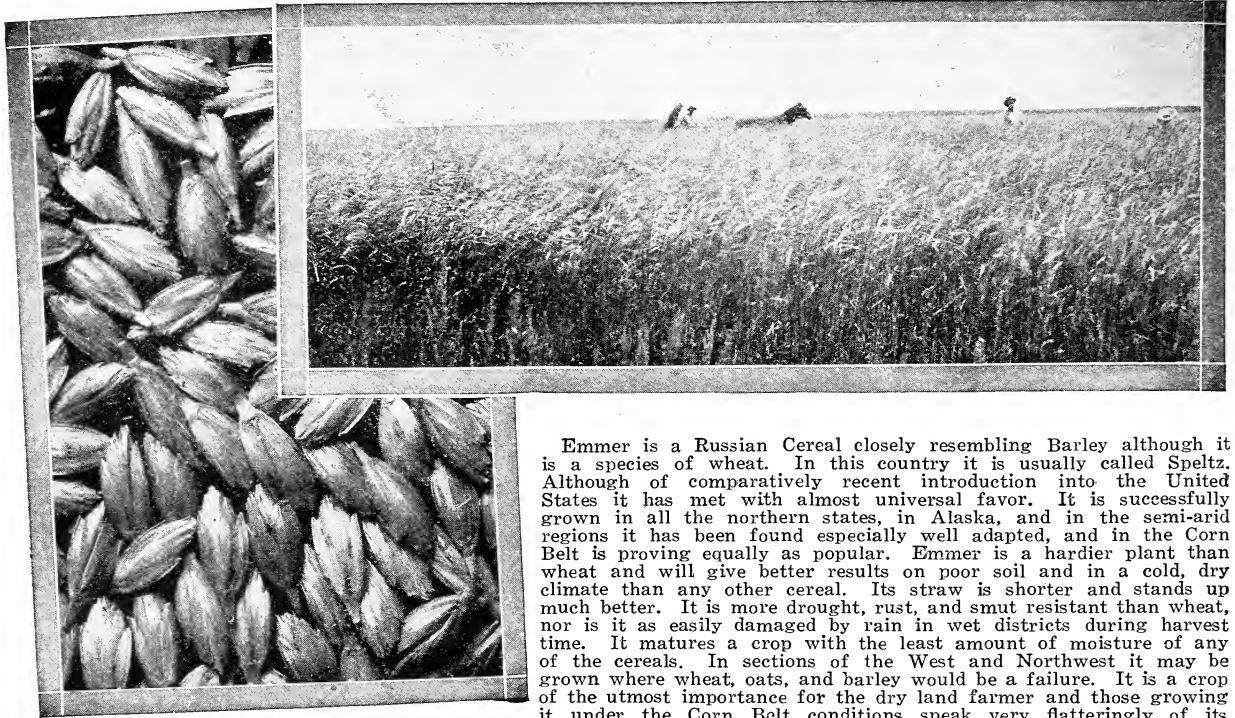 Emmer is a Russian Cereal closely resembling Barley although it
is a species of wheat. In this country it is usually called Speltz.
Although of comparatively recent introduction into the United
States it has met with almost universal favor. It is successfully
grown in all the northern states, in Alaska, and in the semi-arid
regions it has been found especially well adapted, and in the Corn
Belt is proving equally as popular. Emmer is a hardier plant than
wheat and will give better results on poor soil and in a cold, dry
climate than any other cereal. Its straw is shorter and stands up
much better. It is more drought, rust, and smut resistant than wheat,
nor is it as easily damaged by rain in wet districts during harvest
time. It matures a crop with the least amount of moisture of any
of the cereals. In sections of the West and Northwest it may be
grown where wheat, oats, and barley would be a failure. It is a crop
of the utmost importance for the dry land farmer and those growing
it under the Corn Belt conditions speak very flatteringly of its